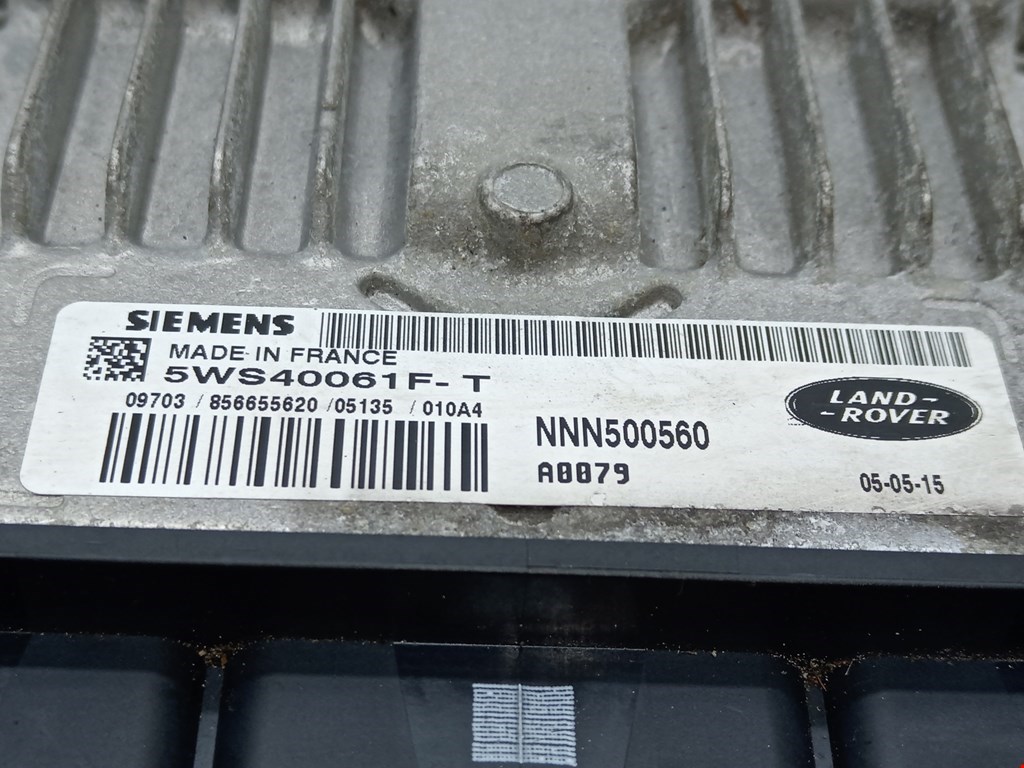 SIEMENS
MADE IN FRANCE
5WS40061F-T
09703 / 856655620 / 05135 / 010A4
NNN500560
A0079
LAND-
-ROVER
05-05-15